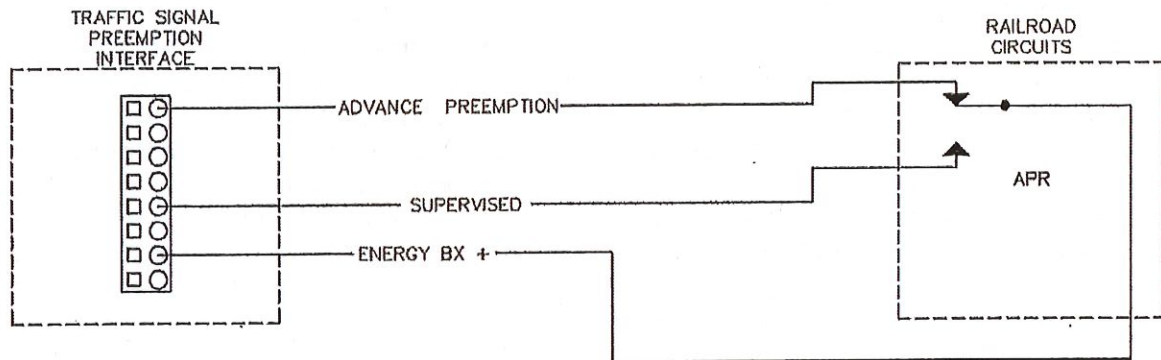 TRAFFIC SIGNAL
PREEMPTION
INTERFACE
RAILROAD
CIRCUITS
ADVANCE PREEMPTION
APR
SUPERVISED
ENERGY BX +